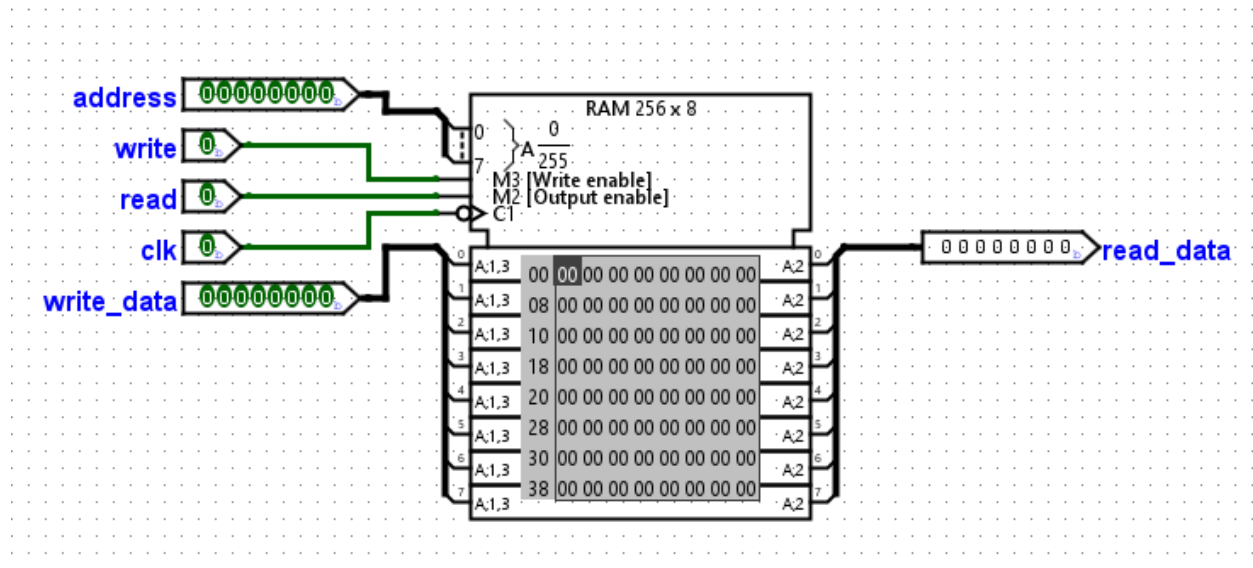 address 00000000
write 0
read 0
clk 0
write_data 00000000
RAM 256 x 8
0
7
A 0
255
M3 [Write enable]
M2 [Output enable]
C1
0 A;1,3
1 A;1,3
2 A;1,3
3 A;1,3
4 A;1,3
5 A;1,3
6 A;1,3
7 A;1,3
00 00 00 00 00 00 00 00 00
08 00 00 00 00 00 00 00 00
10 00 00 00 00 00 00 00 00
18 00 00 00 00 00 00 00 00
20 00 00 00 00 00 00 00 00
28 00 00 00 00 00 00 00 00
30 00 00 00 00 00 00 00 00
38 00 00 00 00 00 00 00 00
A;2 0
A;2 1
A;2 2
A;2 3
A;2 4
A;2 5
A;2 6
A;2 7
00000000 read_data